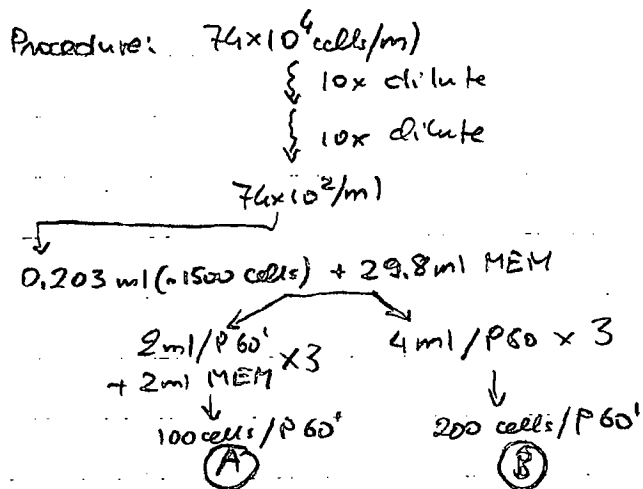 Procedure: 74×10⁴ cells/ml
10x dilute
10x dilute
74×10²/ml
0.203 ml (~1500 cells) + 29.8 ml MEM
2ml/P60' ×3 4ml/P60 × 3
+ 2ml MEM
100 cells/P60' 200 cells/P60'
A B